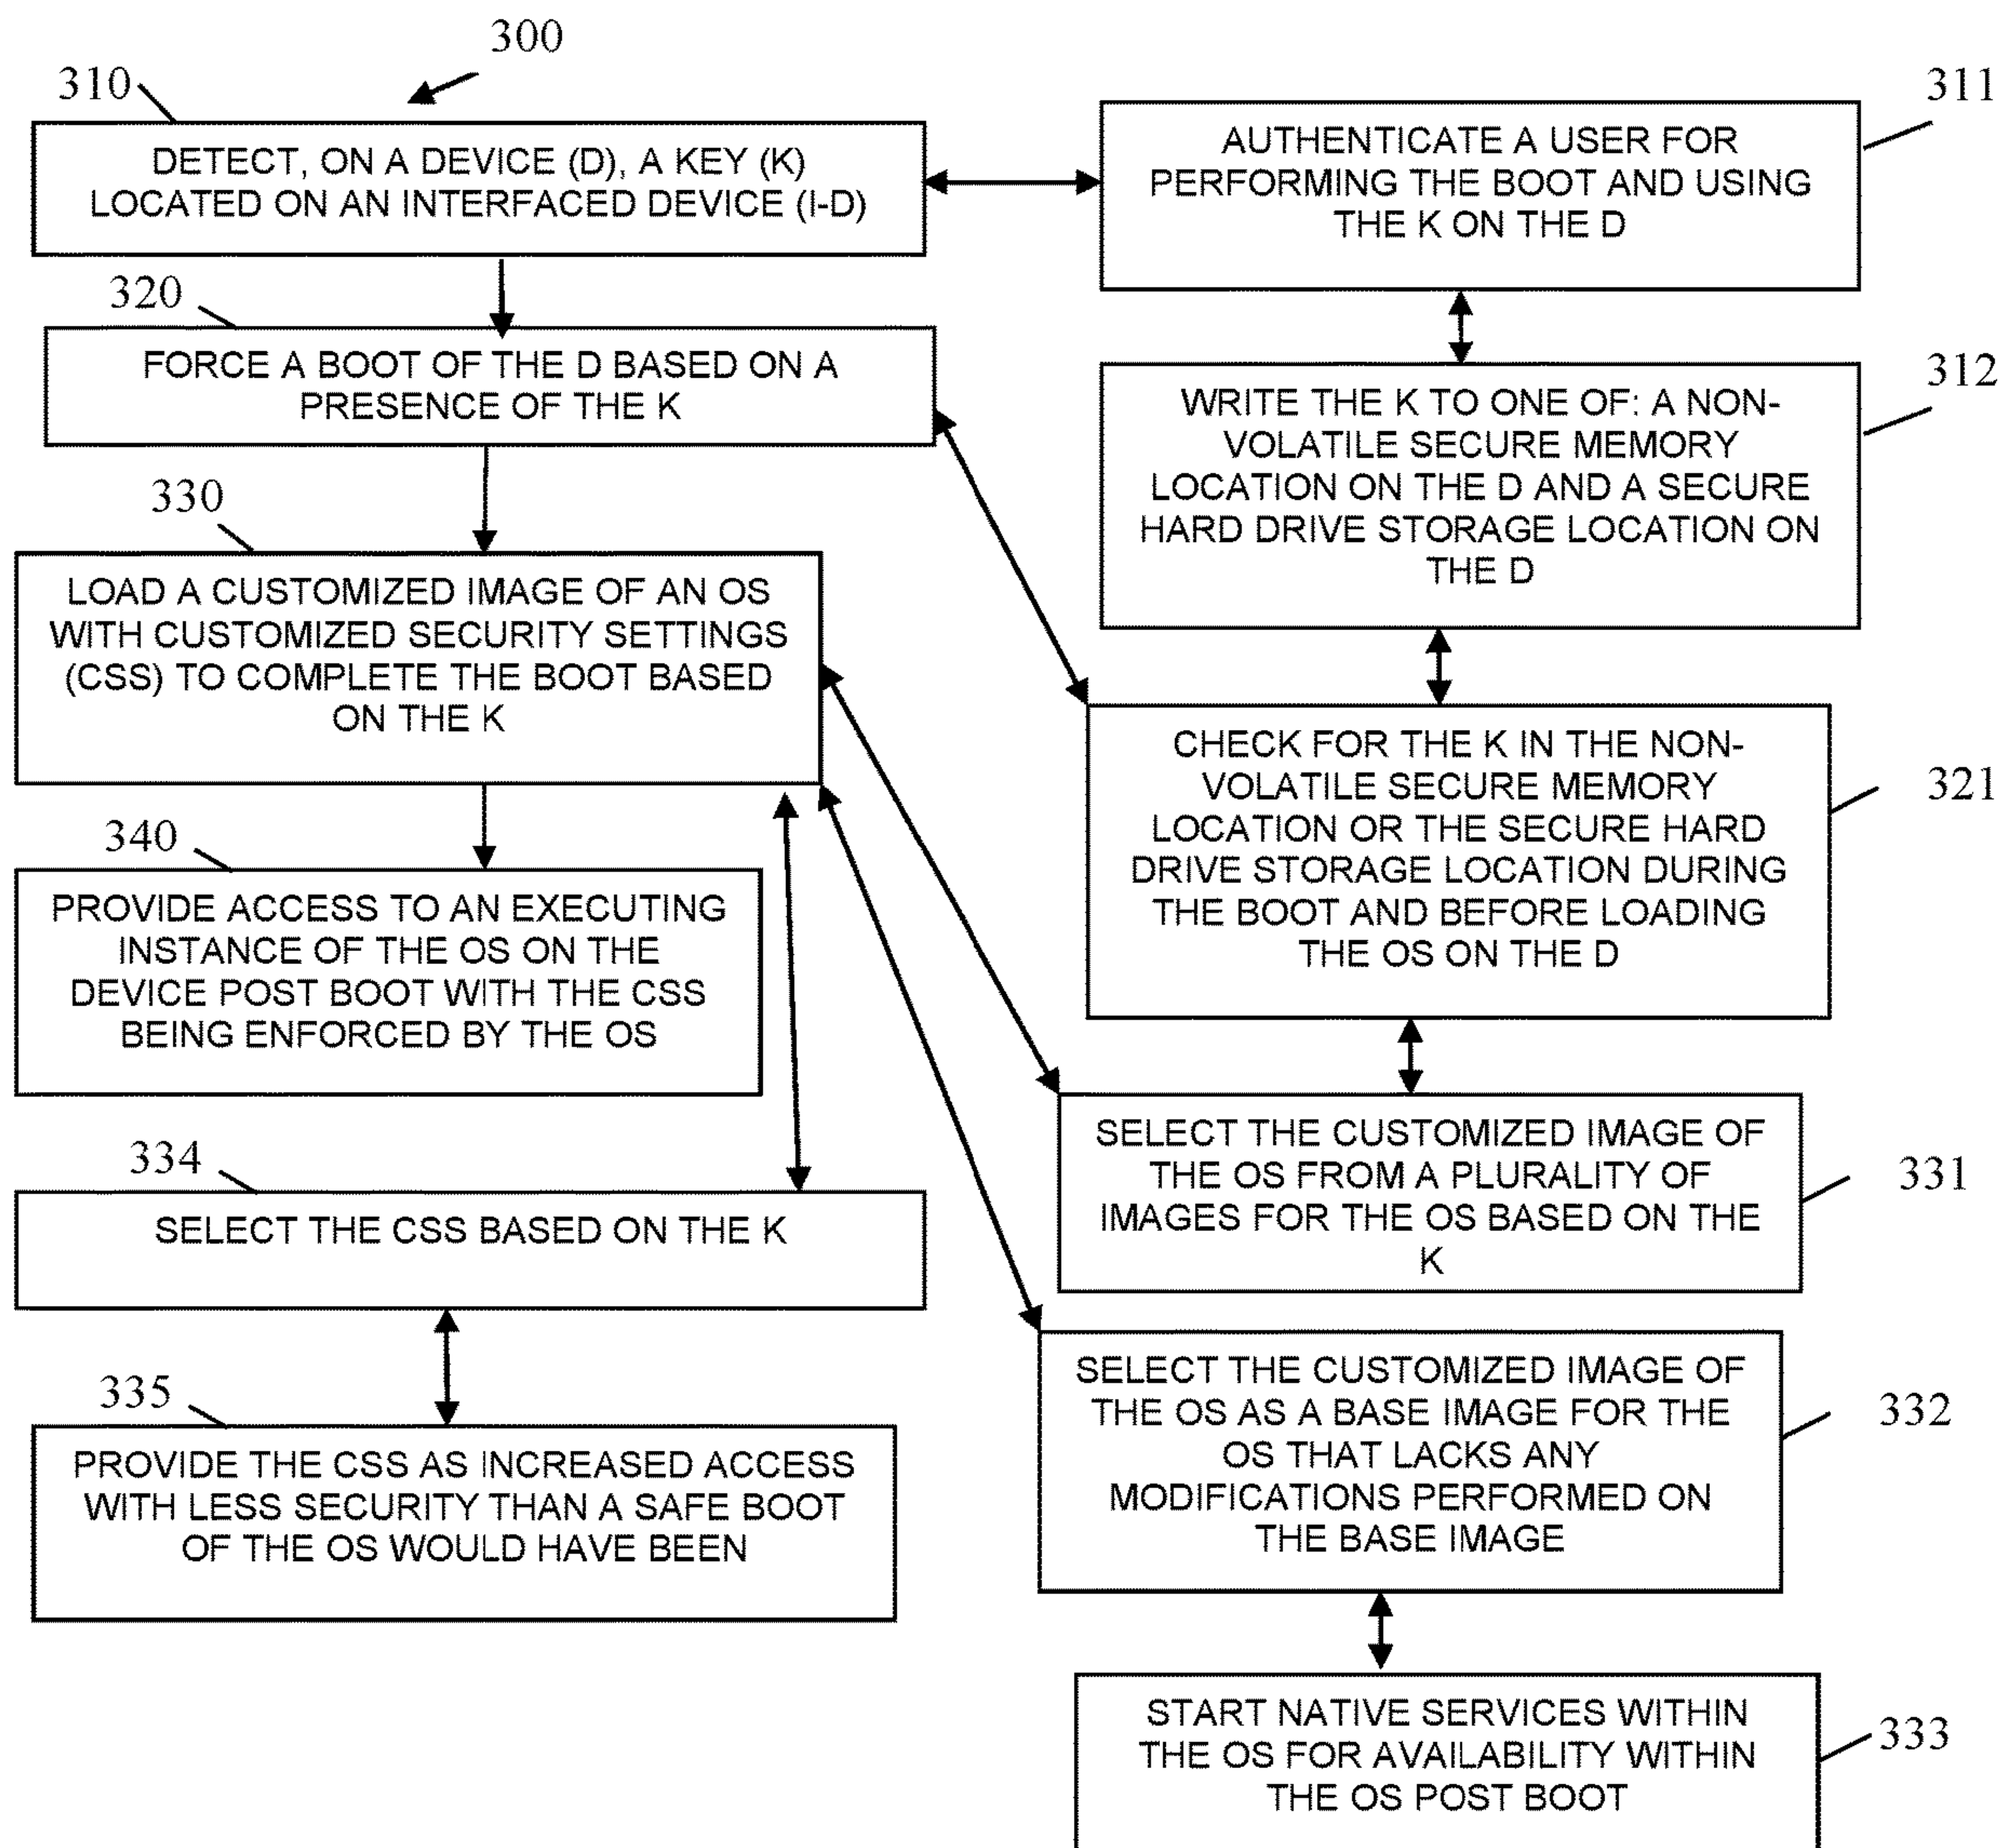 300
310
DETECT, ON A DEVICE (D), A KEY (K)
LOCATED ON AN INTERFACED DEVICE (I-D)
311
AUTHENTICATE A USER FOR
PERFORMING THE BOOT AND USING
THE K ON THE D
320
FORCE A BOOT OF THE D BASED ON A
PRESENCE OF THE K
312
WRITE THE K TO ONE OF: A NON-
VOLATILE SECURE MEMORY
LOCATION ON THE D AND A SECURE
HARD DRIVE STORAGE LOCATION ON
THE D
330
LOAD A CUSTOMIZED IMAGE OF AN OS
WITH CUSTOMIZED SECURITY SETTINGS
(CSS) TO COMPLETE THE BOOT BASED
ON THE K
321
CHECK FOR THE K IN THE NON-
VOLATILE SECURE MEMORY
LOCATION OR THE SECURE HARD
DRIVE STORAGE LOCATION DURING
THE BOOT AND BEFORE LOADING
THE OS ON THE D
340
PROVIDE ACCESS TO AN EXECUTING
INSTANCE OF THE OS ON THE
DEVICE POST BOOT WITH THE CSS
BEING ENFORCED BY THE OS
331
SELECT THE CUSTOMIZED IMAGE OF
THE OS FROM A PLURALITY OF
IMAGES FOR THE OS BASED ON THE
K
334
SELECT THE CSS BASED ON THE K
332
SELECT THE CUSTOMIZED IMAGE OF
THE OS AS A BASE IMAGE FOR THE
OS THAT LACKS ANY
MODIFICATIONS PERFORMED ON
THE BASE IMAGE
335
PROVIDE THE CSS AS INCREASED ACCESS
WITH LESS SECURITY THAN A SAFE BOOT
OF THE OS WOULD HAVE BEEN
333
START NATIVE SERVICES WITHIN
THE OS FOR AVAILABILITY WITHIN
THE OS POST BOOT